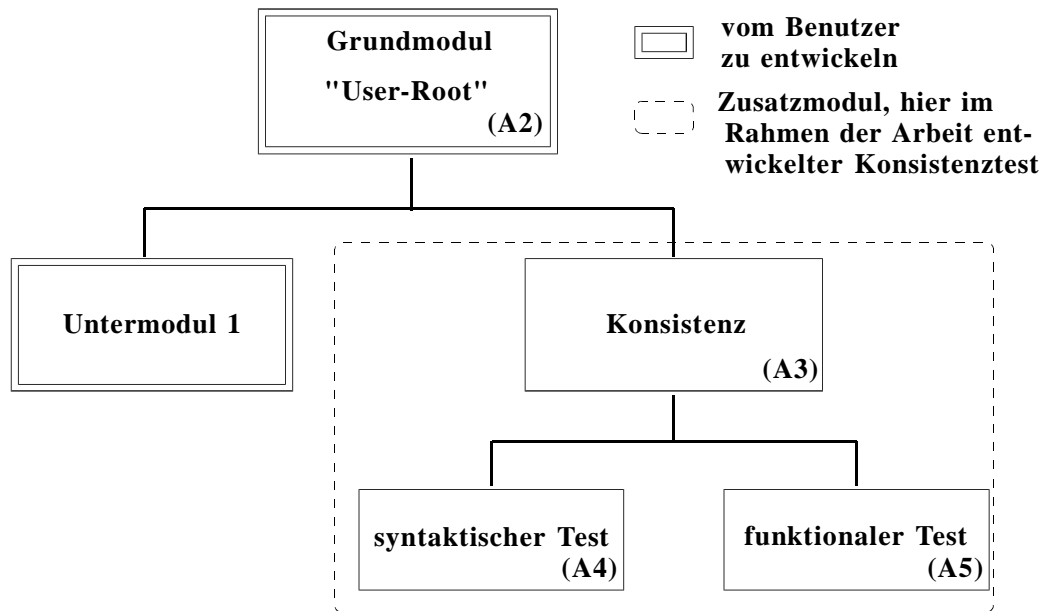 Grundmodul
"User-Root"
(A2)
vom Benutzer
zu entwickeln
Zusatzmodul, hier im
Rahmen der Arbeit ent-
wickelter Konsistenztest
Untermodul 1
Konsistenz
(A3)
syntaktischer Test
(A4)
funktionaler Test
(A5)